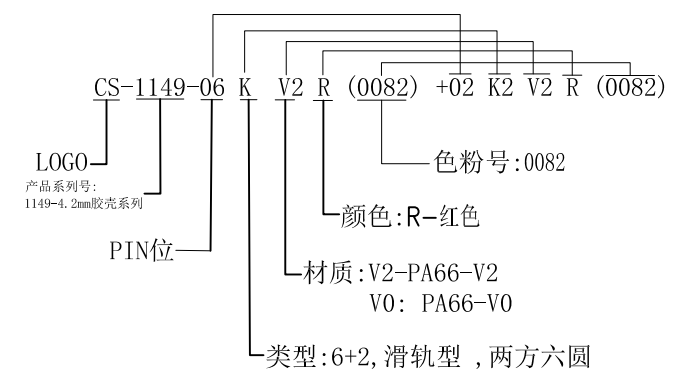 CS-1149-06 K V2 R (0082) +02 K2 V2 R (0082)
LOGO
色粉号:0082
产品系列号:
1149-4.2mm胶壳系列
颜色:R-红色
PIN位
材质:V2-PA66-V2
V0: PA66-V0
类型:6+2,滑轨型 ,两方六圆